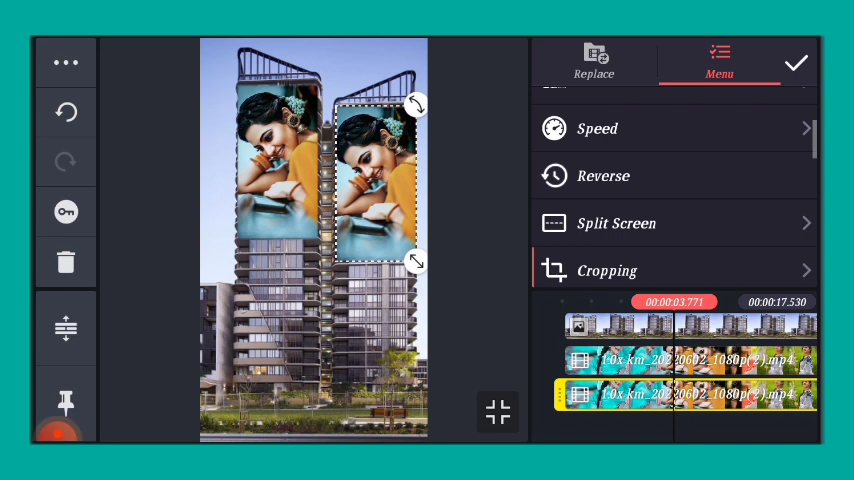 Replace
Menu
Speed
Reverse
Split Screen
Cropping
00:00:03.771
00:00:17.530
1.0x km_20220602_1080p(2).mp4
1.0x km_20220602_1080p(2).mp4